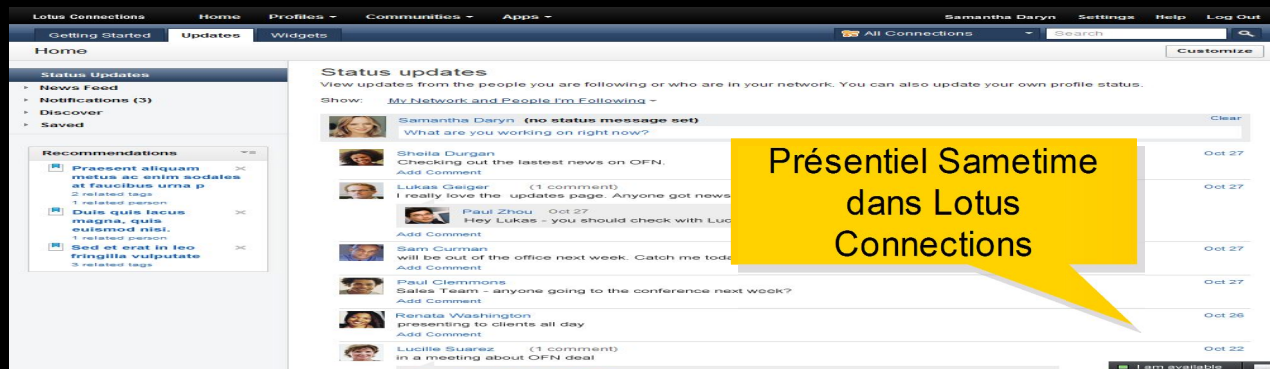 Lotus Connections Home Profiles Communities Apps Samantha Daryn Settings Help Log Out
Getting Started Updates Widgets All Connections Search
Home Customize
Status Updates
News Feed
Notifications (3)
Discover
Saved
Recommendations
Praesent aliquam
metus ac enim sodales
at faucibus urna p
2 related tags
1 related person
Duis quis lacus
magna, quis
euismod nisi.
1 related person
Sed et erat in leo
fringilla vulputate
3 related tags
Status updates
View updates from the people you are following or who are in your network. You can also update your own profile status.
Show: My Network and People I'm Following
Samantha Daryn (no status message set) Clear
What are you working on right now?
Sheila Durgan Oct 27
Checking out the lastest news on OFN.
Add Comment
Lukas Geiger (1 comment) Oct 27
I really love the updates page. Anyone got news
Paul Zhou Oct 27
Hey Lukas - you should check with Luc
Add Comment
Sam Curman Oct 27
will be out of the office next week. Catch me toda
Add Comment
Paul Clemmons Oct 27
Sales Team - anyone going to the conference next week?
Add Comment
Renata Washington Oct 26
presenting to clients all day
Add Comment
Lucille Suarez (1 comment) Oct 22
in a meeting about OFN deal
Présentiel Sametime
dans Lotus
Connections
I am available